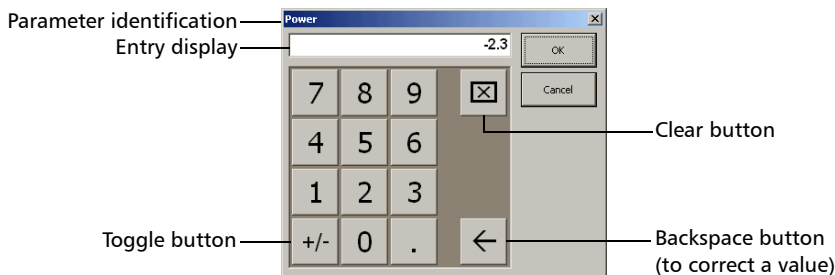 Parameter identification
Power
Entry display
-2.3
OK
7 8 9
Cancel
Clear button
4 5 6
1 2 3
Toggle button
+/- 0 .
Backspace button
(to correct a value)